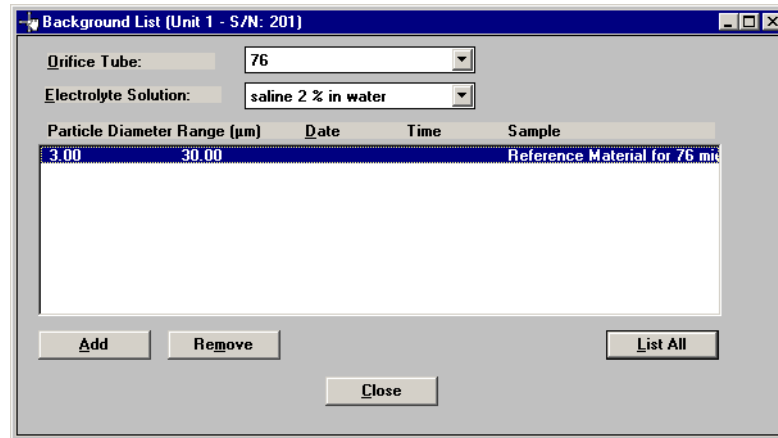 Background List (Unit 1 - S/N: 201)
Orifice Tube: 76
Electrolyte Solution: saline 2 % in water
Particle Diameter Range (µm) Date Time Sample
3.00 30.00 Reference Material for 76
Add Remove List All
Close